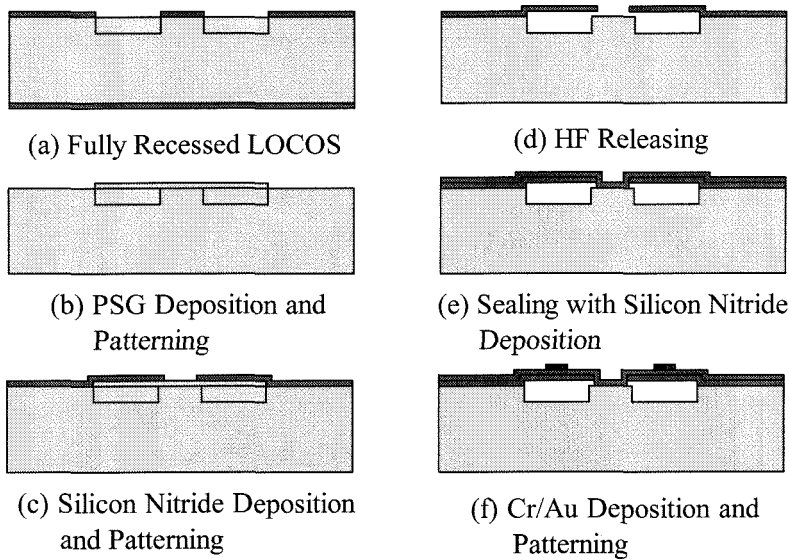 (a) Fully Recessed LOCOS
(b) PSG Deposition and
Patterning
(c) Silicon Nitride Deposition
and Patterning
(d) HF Releasing
(e) Sealing with Silicon Nitride
Deposition
(f) Cr/Au Deposition and
Patterning